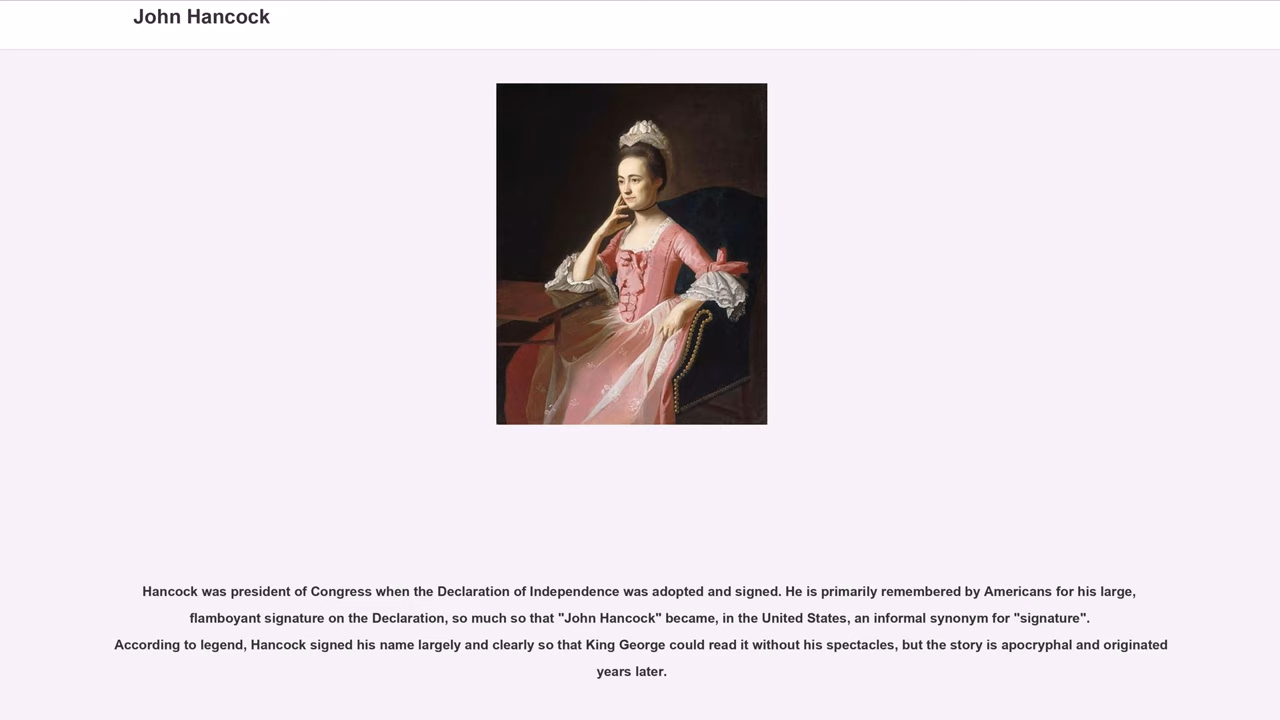 John Hancock
Hancock was president of Congress when the Declaration of Independence was adopted and signed. He is primarily remembered by Americans for his large,
flamboyant signature on the Declaration, so much so that "John Hancock" became, in the United States, an informal synonym for "signature".
According to legend, Hancock signed his name largely and clearly so that King George could read it without his spectacles, but the story is apocryphal and originated
years later.